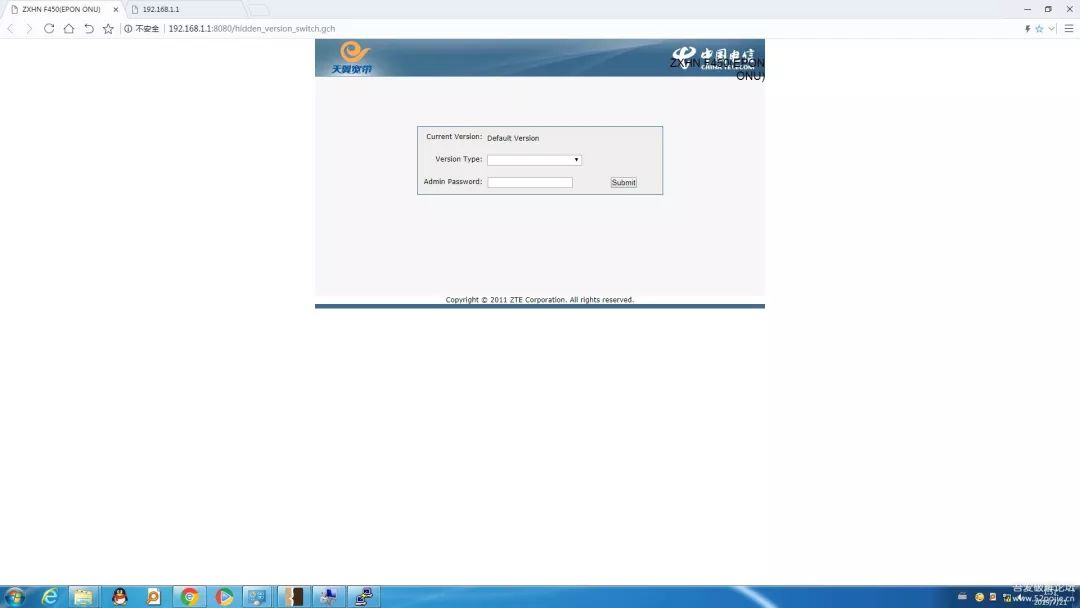 ZXHN F450(EPON ONU)
192.168.1.1
不安全
192.168.1.1:8080/hidden_version_switch.gch
天翼宽带
中国电信
CHINA TELECOM
ZXHN F450(EPON
ONU)
Current Version: Default Version
Version Type:
Admin Password:
Submit
Copyright © 2011 ZTE Corporation. All rights reserved.
吾爱破解论坛
www.52pojie.cn